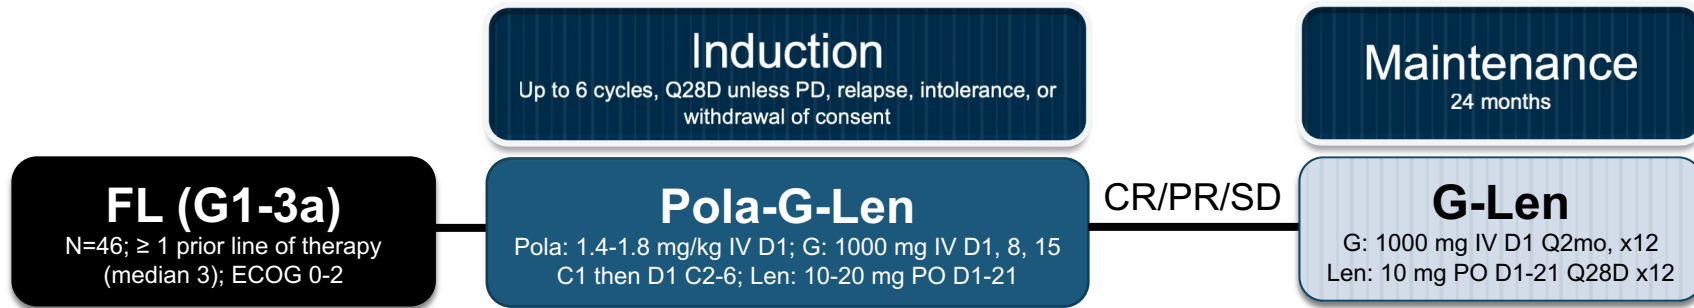 Induction
Up to 6 cycles, Q28D unless PD, relapse, intolerance, or
withdrawal of consent
Maintenance
24 months
FL (G1-3a)
N=46; ≥ 1 prior line of therapy
(median 3); ECOG 0-2
Pola-G-Len
Pola: 1.4-1.8 mg/kg IV D1; G: 1000 mg IV D1, 8, 15
C1 then D1 C2-6; Len: 10-20 mg PO D1-21
CR/PR/SD
G-Len
G: 1000 mg IV D1 Q2mo, x12
Len: 10 mg PO D1-21 Q28D x12